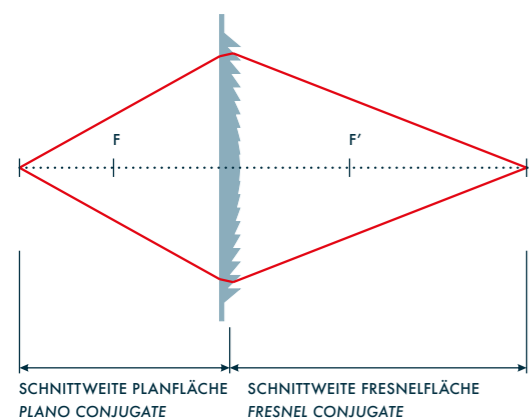 F
F′
SCHNITTWEITE PLANFLÄCHE
PLANO CONJUGATE
SCHNITTWEITE FRESNELFLÄCHE
FRESNEL CONJUGATE